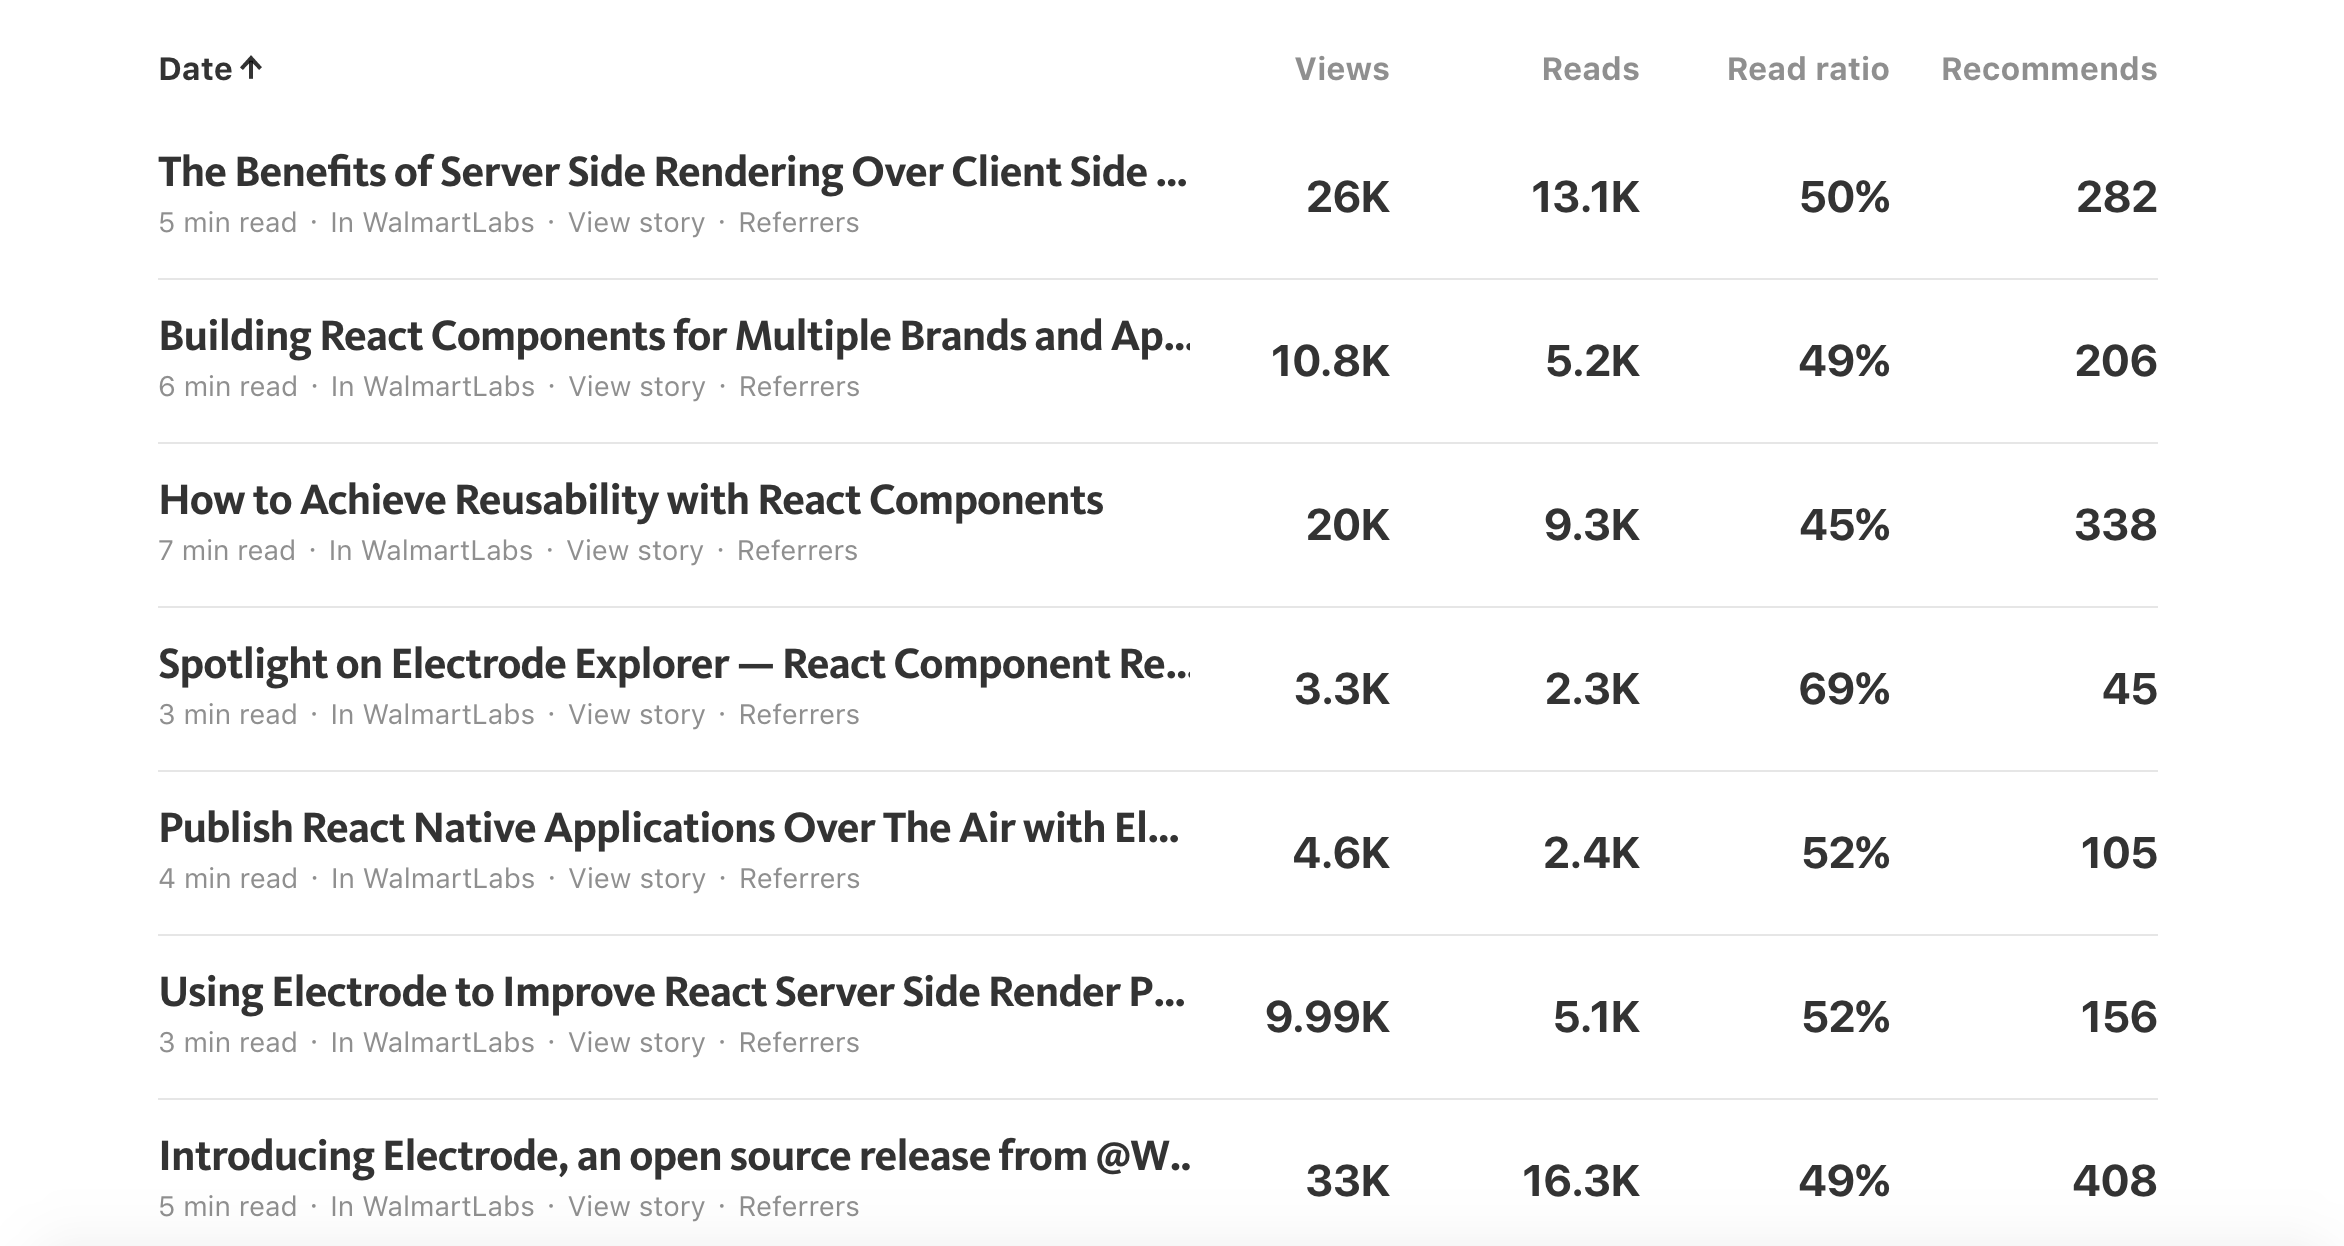 Date ↑ Views Reads Read ratio Recommends
The Benefits of Server Side Rendering Over Client Side ...
26K 13.1K 50% 282
5 min read · In WalmartLabs · View story · Referrers
Building React Components for Multiple Brands and Ap...
10.8K 5.2K 49% 206
6 min read · In WalmartLabs · View story · Referrers
How to Achieve Reusability with React Components
20K 9.3K 45% 338
7 min read · In WalmartLabs · View story · Referrers
Spotlight on Electrode Explorer — React Component Re...
3.3K 2.3K 69% 45
3 min read · In WalmartLabs · View story · Referrers
Publish React Native Applications Over The Air with El...
4.6K 2.4K 52% 105
4 min read · In WalmartLabs · View story · Referrers
Using Electrode to Improve React Server Side Render P...
9.99K 5.1K 52% 156
3 min read · In WalmartLabs · View story · Referrers
Introducing Electrode, an open source release from @W..
33K 16.3K 49% 408
5 min read · In WalmartLabs · View story · Referrers